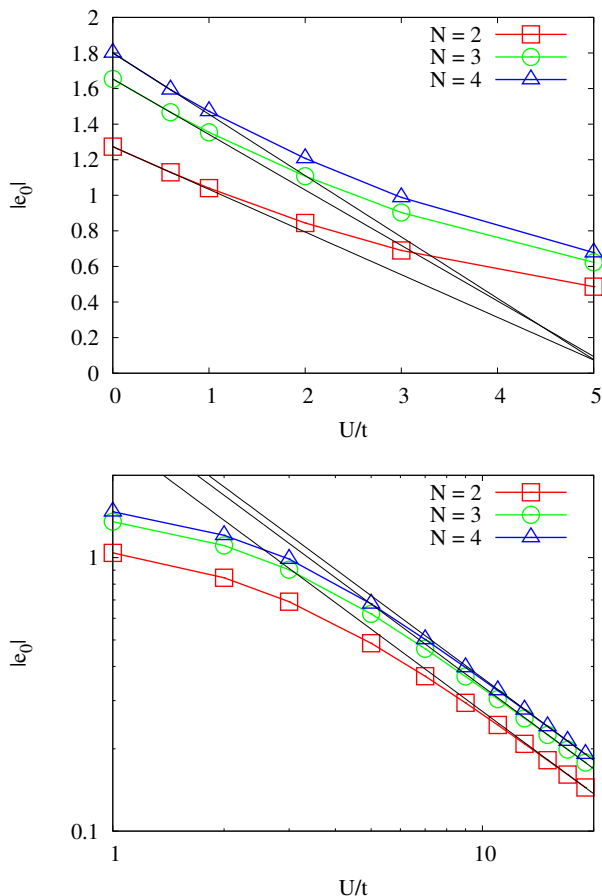 2
1.8
1.6
1.4
1.2
1
0.8
0.6
0.4
0.2
0
|e0|
N = 2
N = 3
N = 4
0 1 2 3 4 5
U/t
1
0.1
|e0|
N = 2
N = 3
N = 4
1 10
U/t